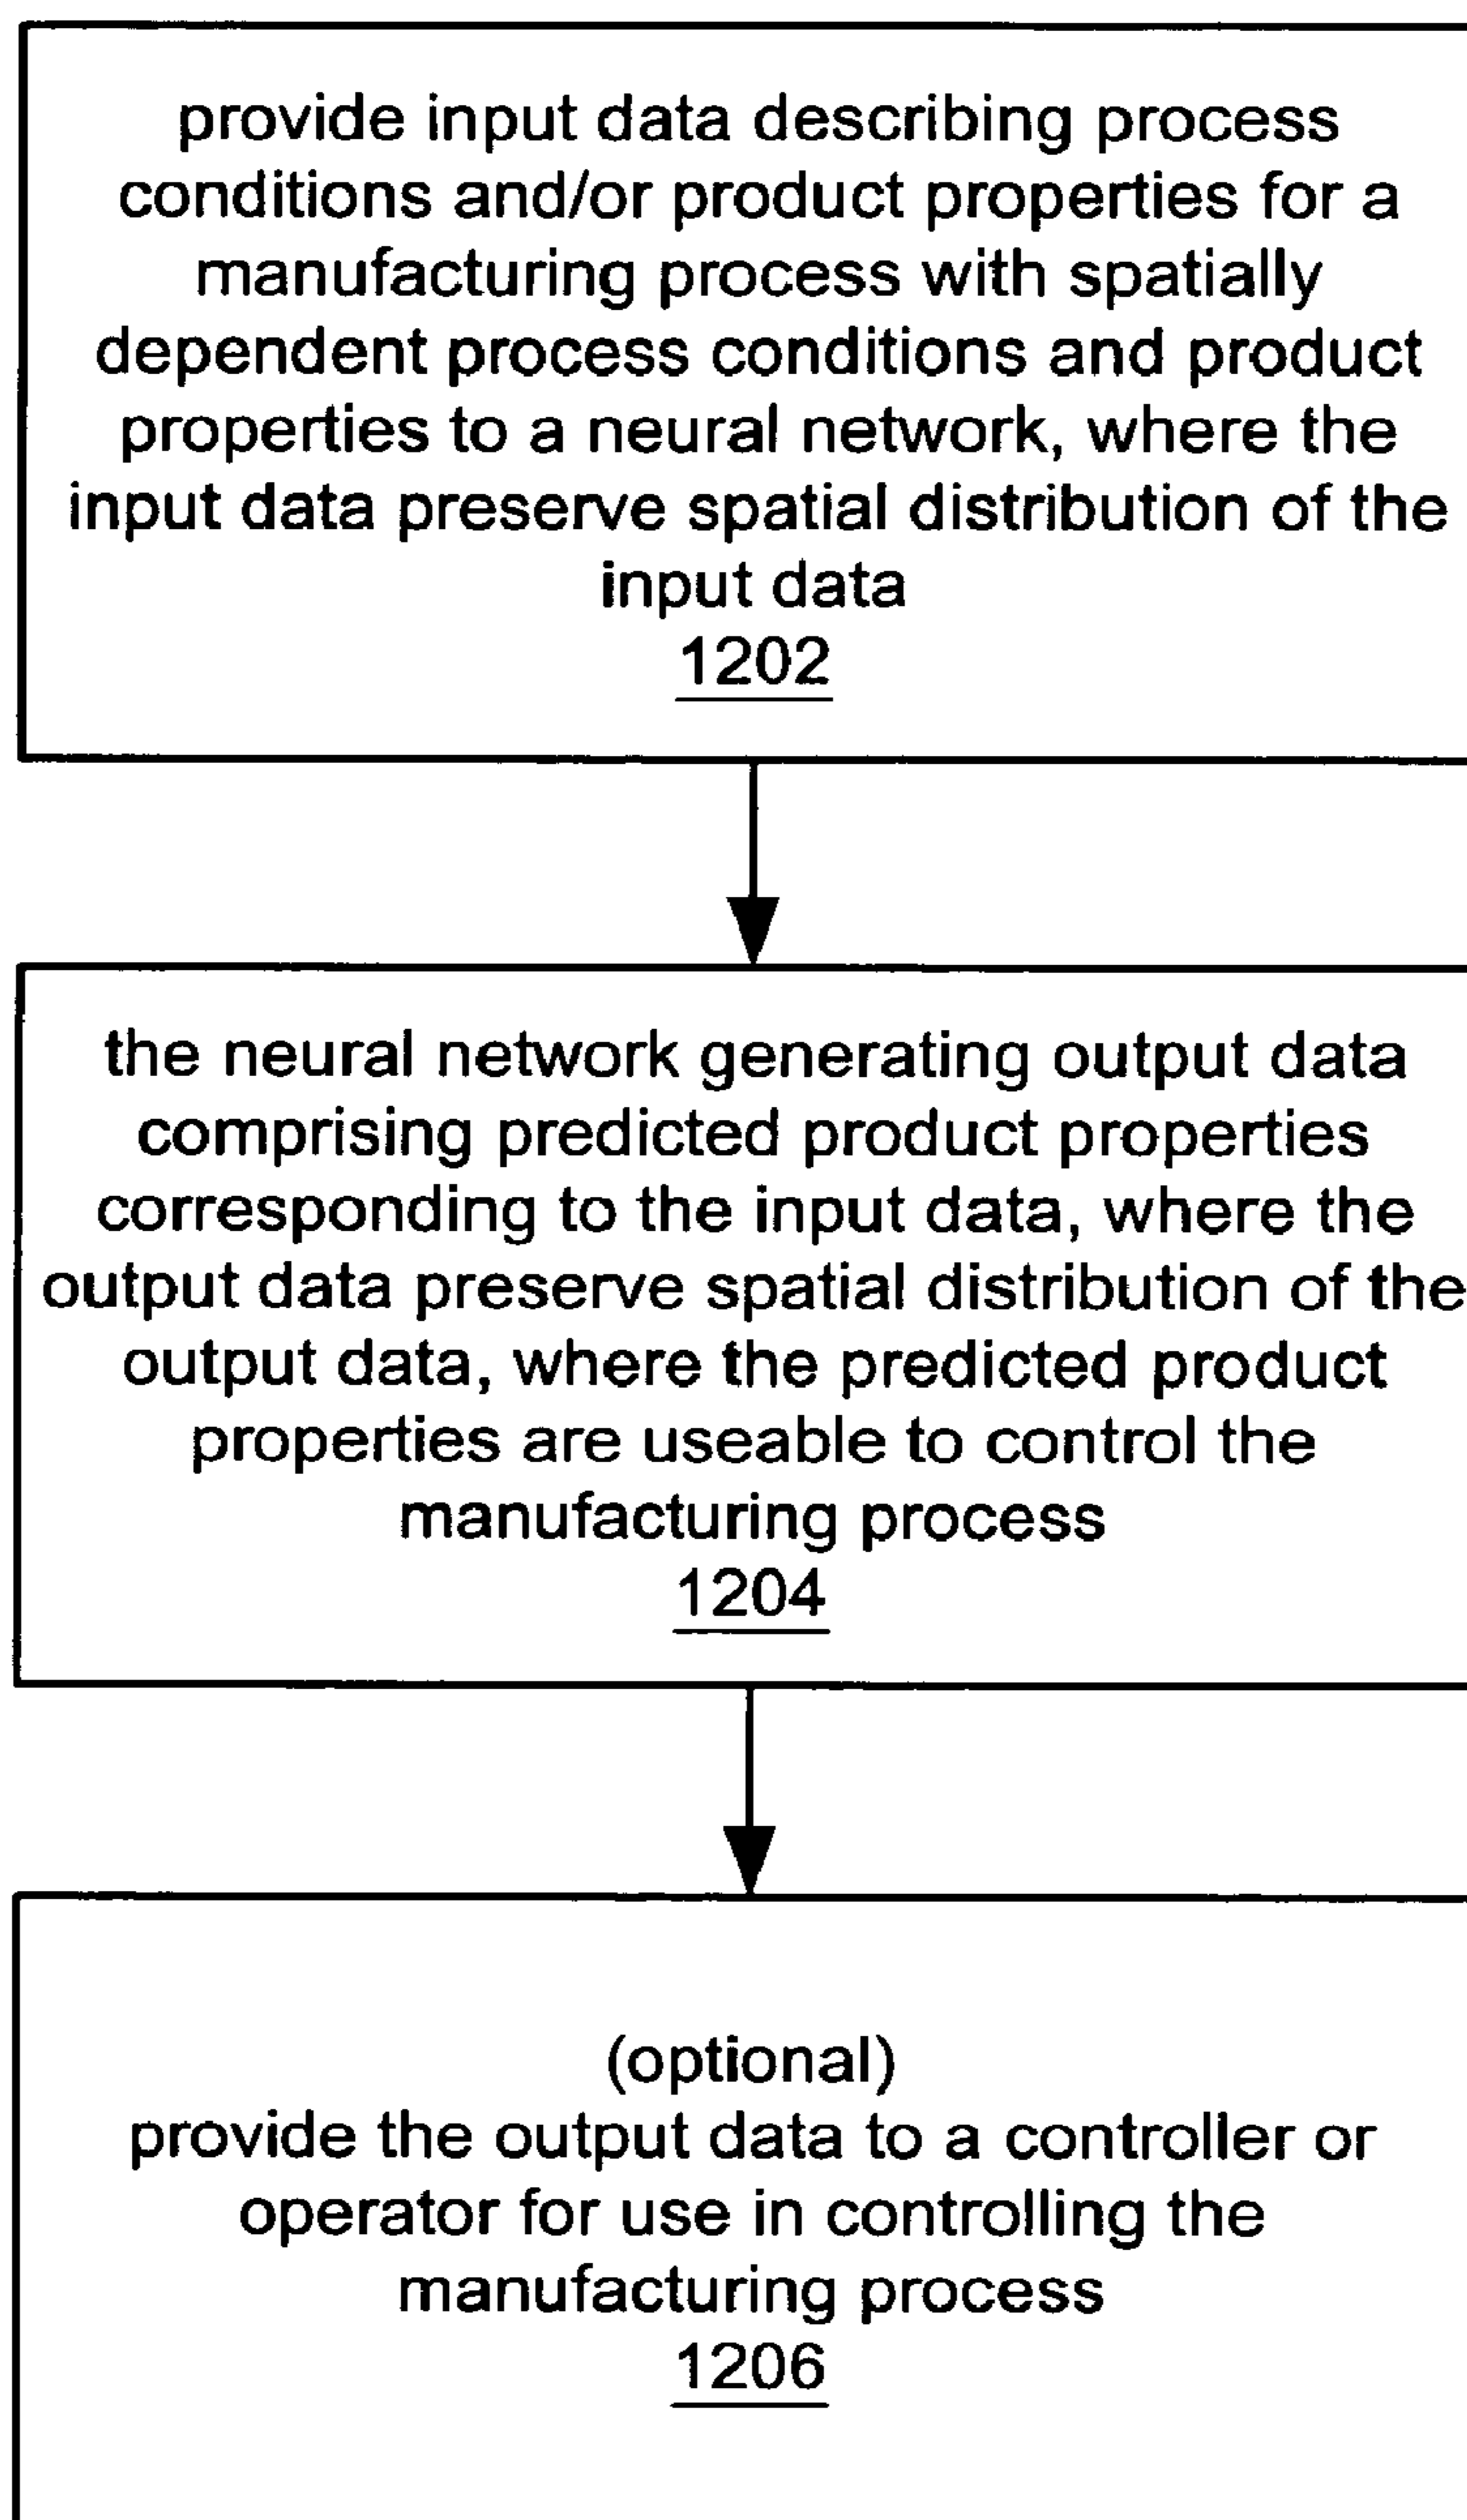 provide input data describing process
conditions and/or product properties for a
manufacturing process with spatially
dependent process conditions and product
properties to a neural network, where the
input data preserve spatial distribution of the
input data
1202
the neural network generating output data
comprising predicted product properties
corresponding to the input data, where the
output data preserve spatial distribution of the
output data, where the predicted product
properties are useable to control the
manufacturing process
1204
(optional)
provide the output data to a controller or
operator for use in controlling the
manufacturing process
1206